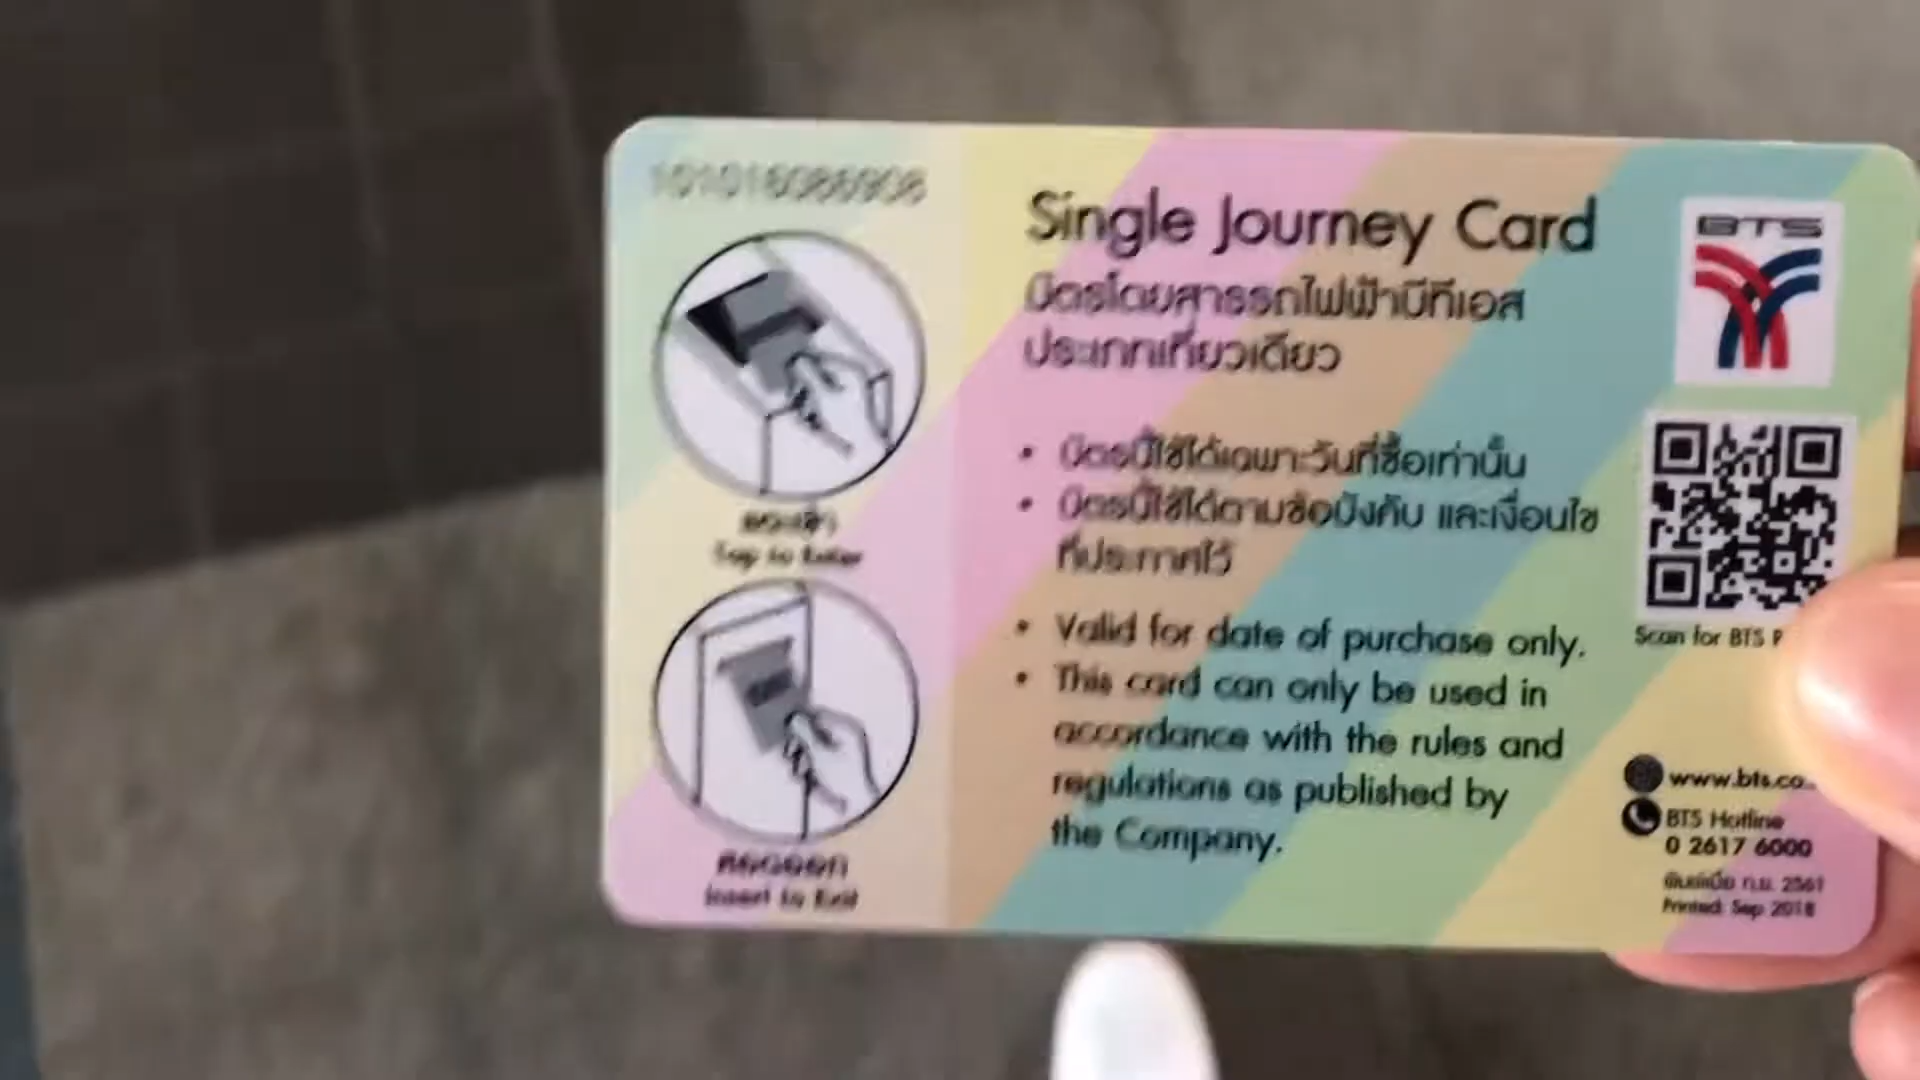 Single Journey Card
บัตรโดยสารรถไฟฟ้าบีทีเอส
ประเภทเที่ยวเดียว
• บัตรนี้ใช้ได้เฉพาะวันที่ซื้อเท่านั้น
• บัตรนี้ใช้ได้ตามข้อบังคับ และเงื่อนไข
ที่ประกาศไว้
• Valid for date of purchase only.
• This card can only be used in
accordance with the rules and
regulations as published by
the Company.
แตะเข้า
Tap to Enter
สอดออก
Insert to Exit
BTS
Scan for BTS
www.bts.co.
BTS Hotline
0 2617 6000
พิมพ์เมื่อ ก.ย. 2561
Printed: Sep 2018